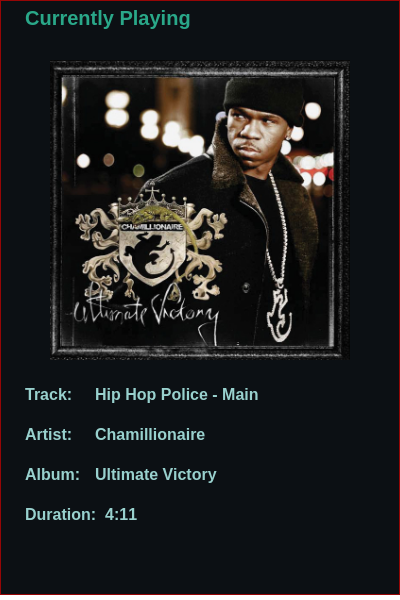 Currently Playing
CHAMILLIONAIRE
Ultimate Victory
Track: Hip Hop Police - Main
Artist: Chamillionaire
Album: Ultimate Victory
Duration: 4:11